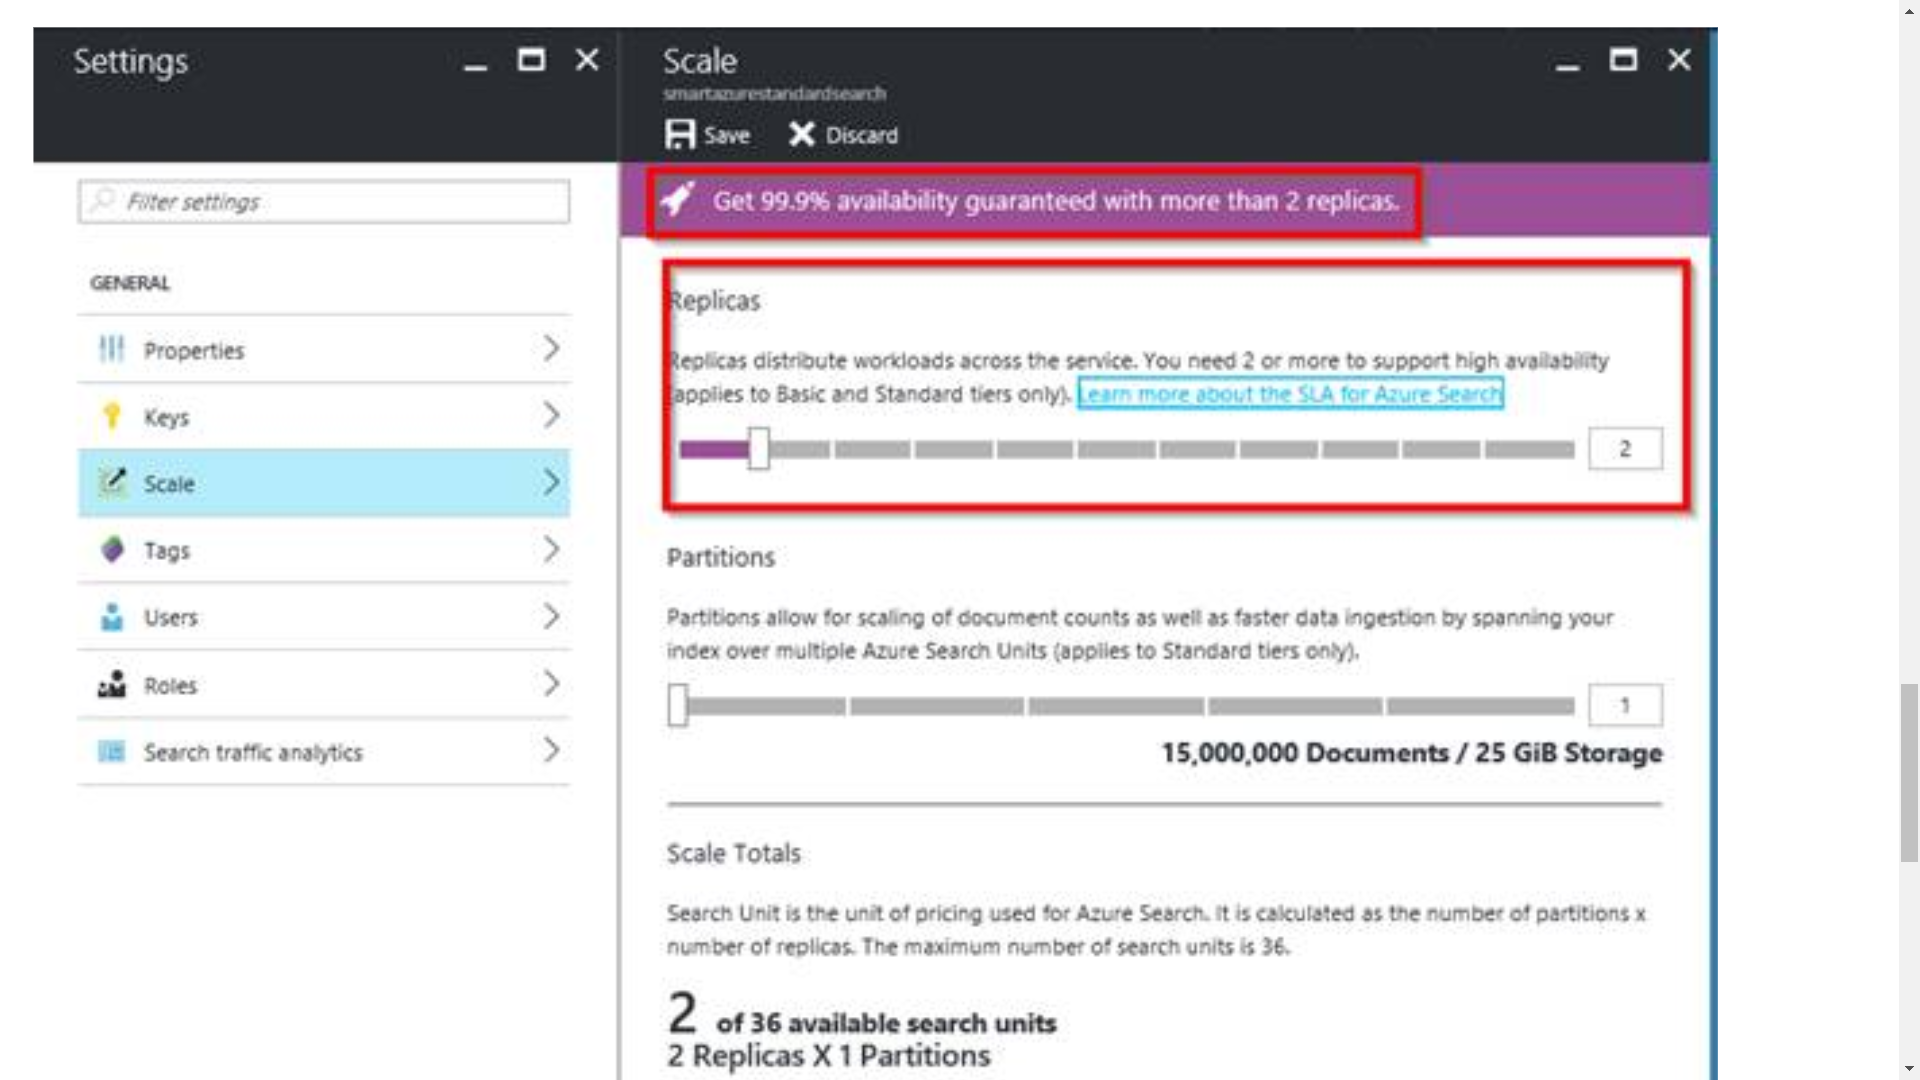 Settings
Scale
smartazurestandardsearch
Save Discard
Filter settings
Get 99.9% availability guaranteed with more than 2 replicas.
GENERAL
Properties
Keys
Scale
Tags
Users
Roles
Search traffic analytics
Replicas
Replicas distribute workloads across the service. You need 2 or more to support high availability
(applies to Basic and Standard tiers only). Learn more about the SLA for Azure Search
2
Partitions
Partitions allow for scaling of document counts as well as faster data ingestion by spanning your
index over multiple Azure Search Units (applies to Standard tiers only).
1
15,000,000 Documents / 25 GiB Storage
Scale Totals
Search Unit is the unit of pricing used for Azure Search. It is calculated as the number of partitions x
number of replicas. The maximum number of search units is 36.
2 of 36 available search units
2 Replicas X 1 Partitions